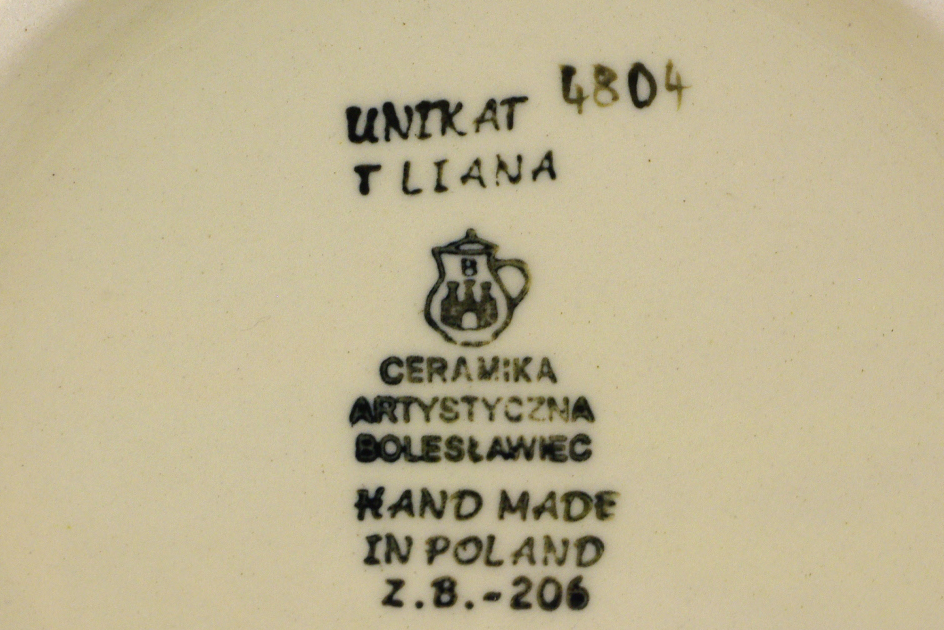 UNIKAT 4804
T LIANA
B
CERAMIKA
ARTYSTYCZNA
BOLESŁAWIEC
HAND MADE
IN POLAND
Z.B.-206